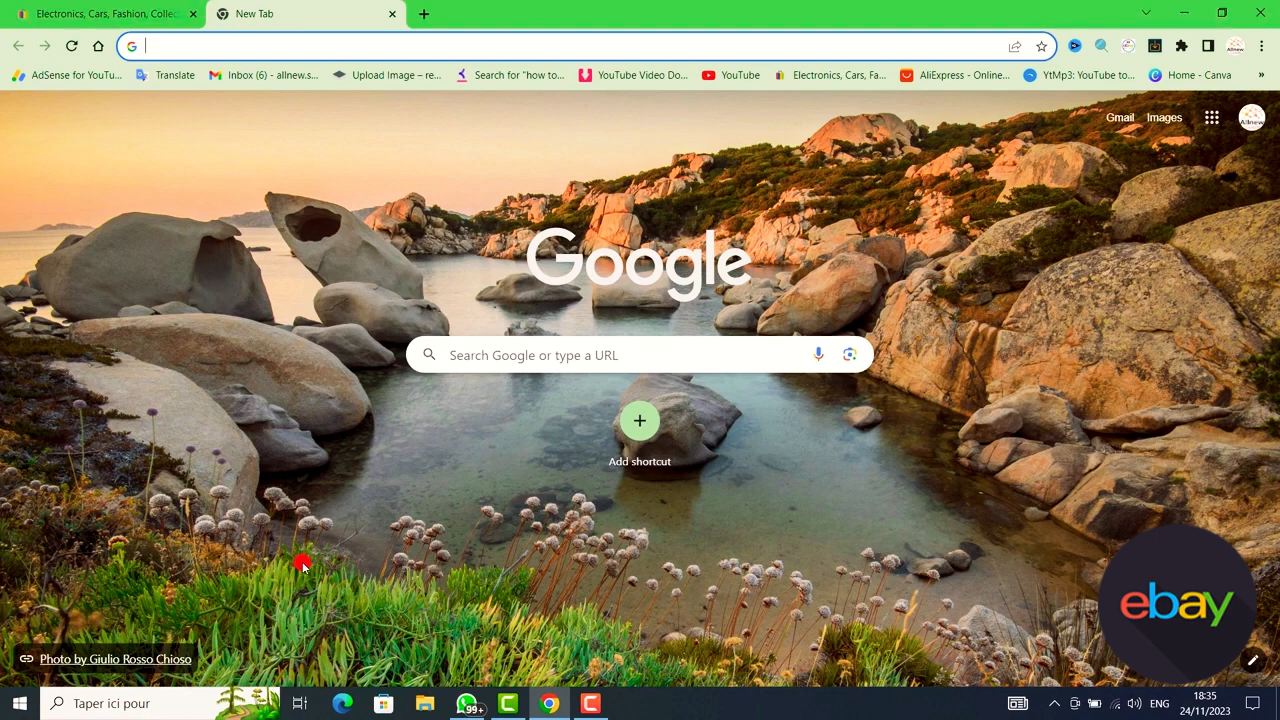 Electronics, Cars, Fashion, Collec
New Tab
AdSense for YouTu...
Translate
Inbox (6) - allnew.s...
Upload Image – re...
Search for "how to...
YouTube Video Do...
YouTube
Electronics, Cars, Fa...
AliExpress - Online...
YtMp3: YouTube to...
Home - Canva
»
Gmail
Images
Allnew
Google
Search Google or type a URL
Add shortcut
ebay
Photo by Giulio Rosso Chioso
Taper ici pour
99+
ENG
18:35
24/11/2023